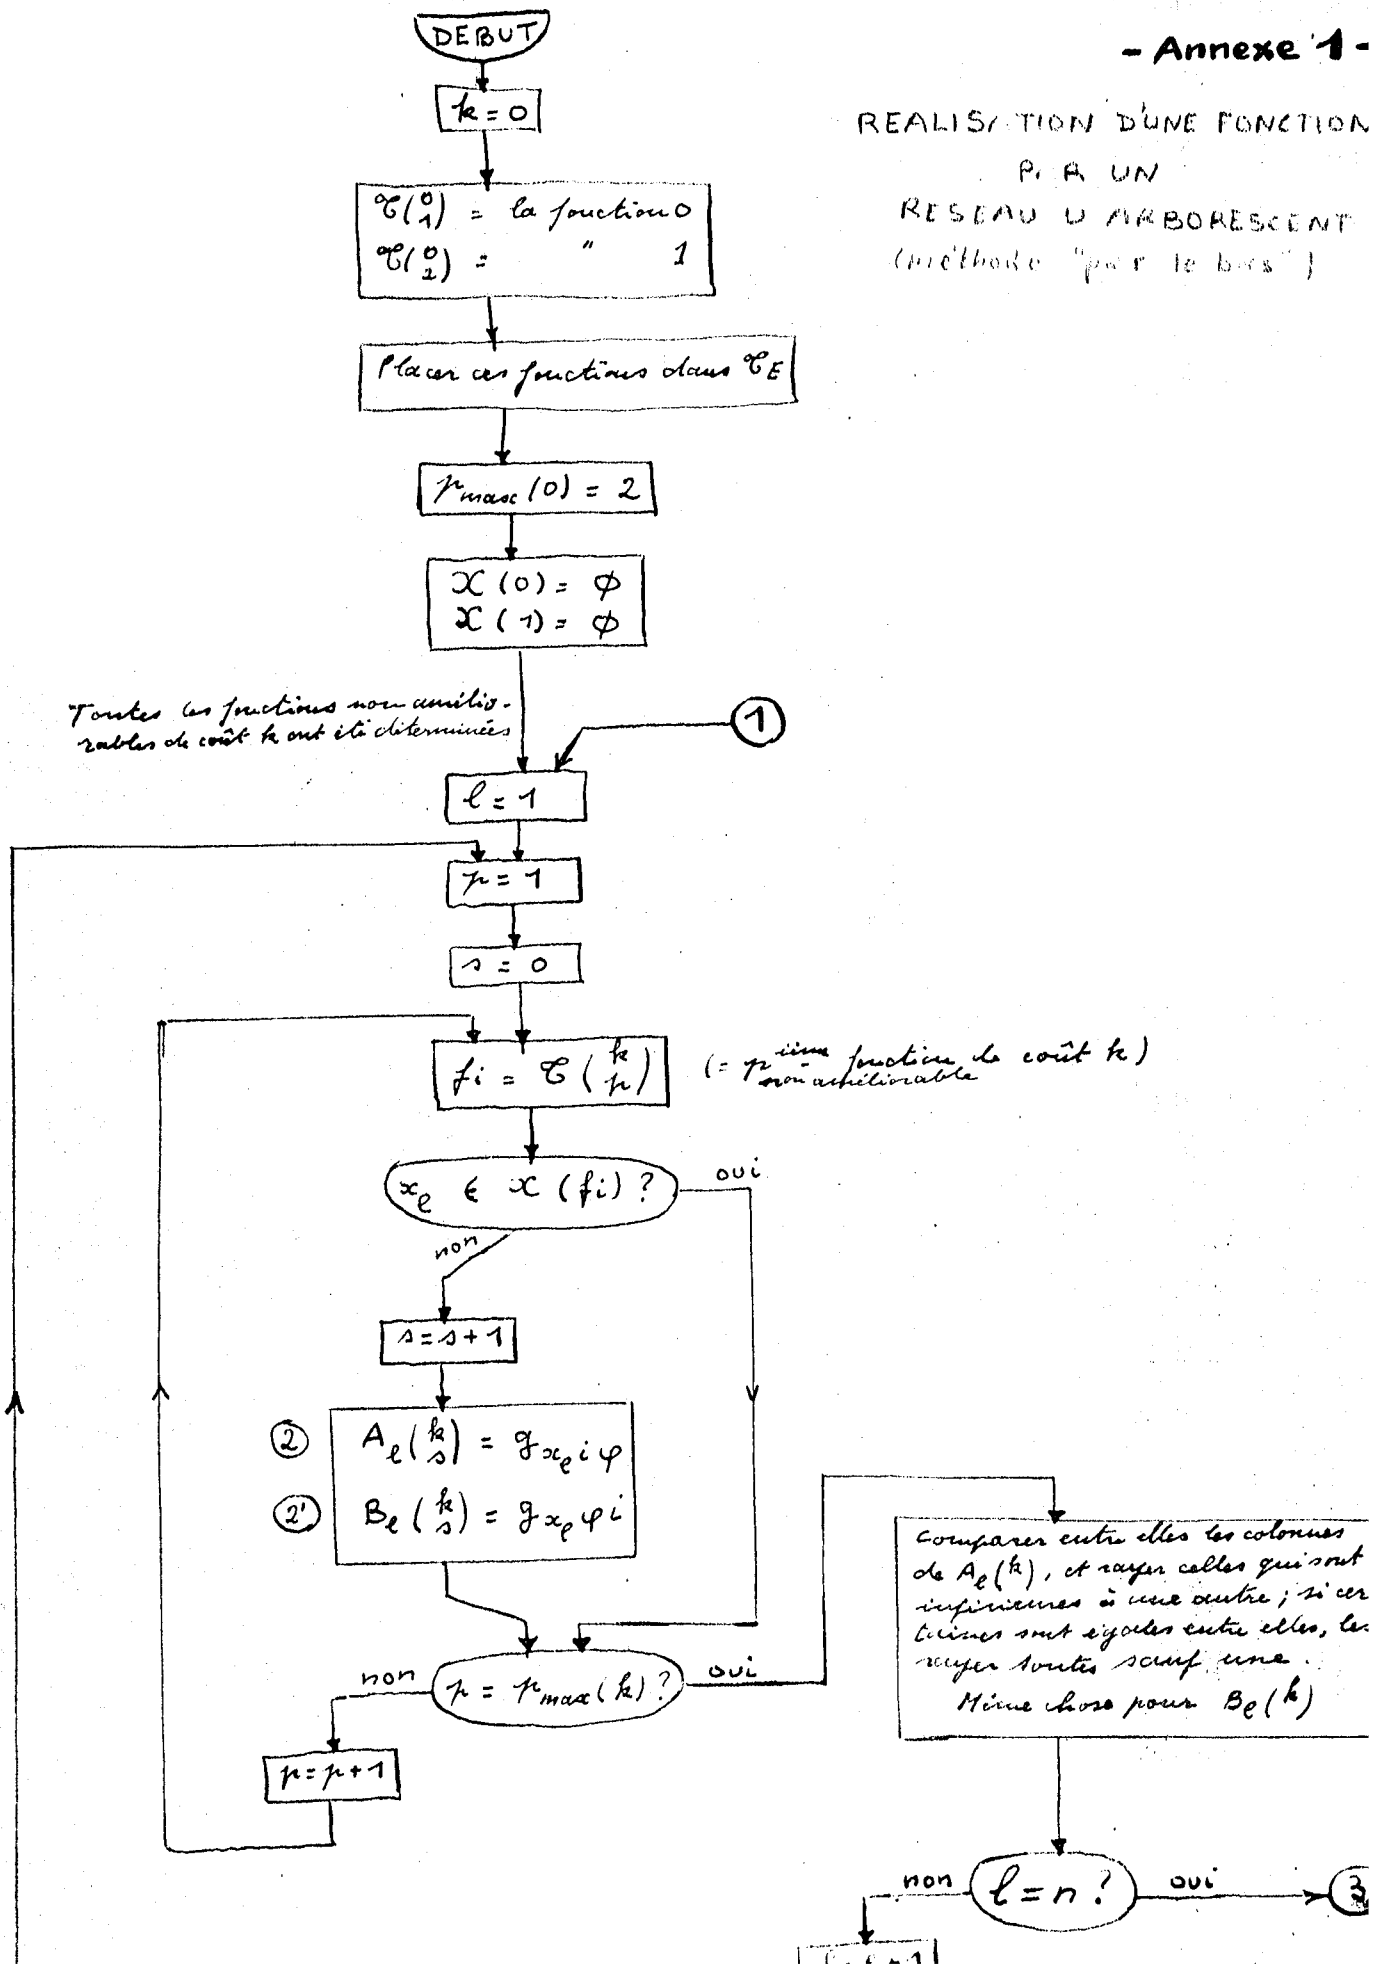 DEBUT
- Annexe 1 -
REALISATION D'UNE FONCTION
PAR UN
RESEAU U ARBORESCENT
(méthode "par le bas")
k = 0
𝒞(0 1) = la fonction 0
𝒞(0 2) = " 1
Placer ces fonctions dans 𝒞E
pmax (0) = 2
X (0) = ϕ
X (1) = ϕ
Toutes les fonctions non amélio-
rables de coût k ont été déterminées
1
l = 1
p = 1
s = 0
fi = 𝒞 (k p)
(= p ième fonction de coût k)
non améliorable
xl ∈ X (fi) ?
oui
non
s = s + 1
2 Al (k s) = g xl i φ
2' Bl (k s) = g xl φ i
Comparer entre elles les colonnes
de Al (k), et rayer celles qui sont
inférieures à une autre ; si cer
taines sont égales entre elles, les
rayer toutes sauf une.
Même chose pour Bl (k)
non
p = pmax (k) ?
oui
p = p + 1
non
l = n ?
oui
3